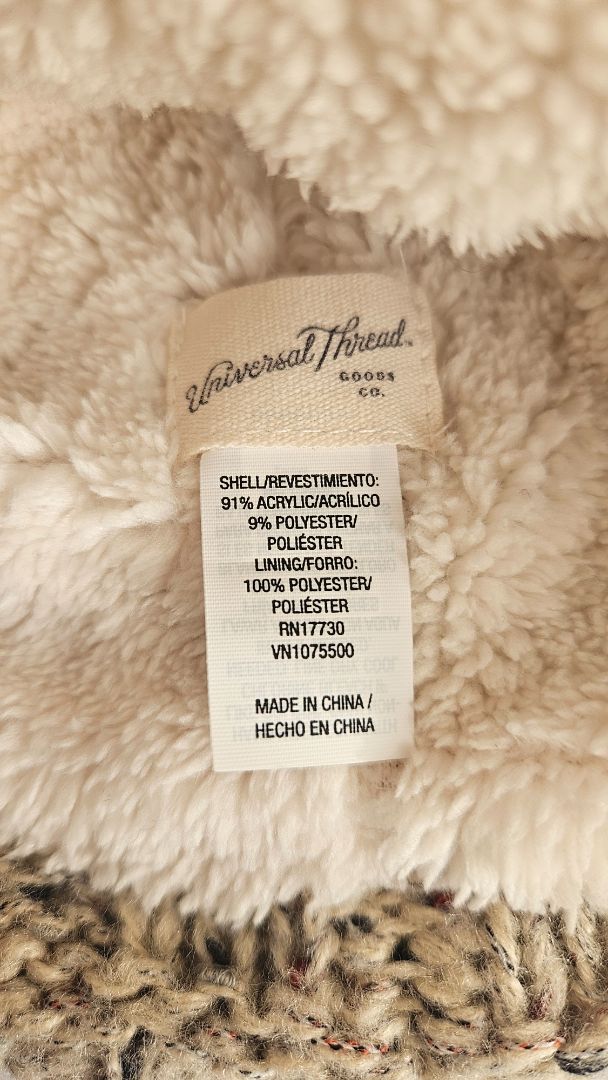 Universal Thread™
GOODS
CO.
SHELL/REVESTIMIENTO:
91% ACRYLIC/ACRÍLICO
9% POLYESTER/
POLIÉSTER
LINING/FORRO:
100% POLYESTER/
POLIÉSTER
RN17730
VN1075500
MADE IN CHINA /
HECHO EN CHINA